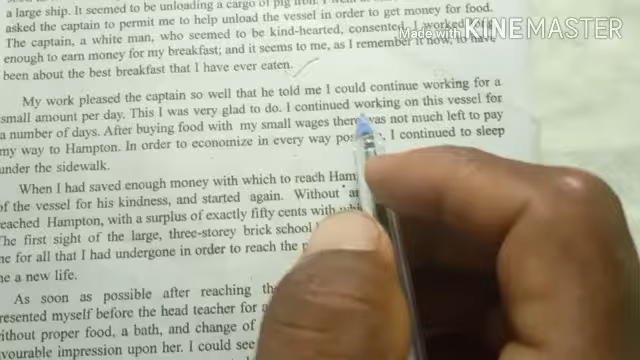 a large ship. It seemed to be unloading a cargo of pig iron. I
asked the captain to permit me to help unload the vessel in order to get money for food.
The captain, a white man, who seemed to be kind-hearted, consented. I worked long
Made with KINEMASTER
enough to earn money for my breakfast; and it seems to me, as I remember it now, to have
been about the best breakfast that I have ever eaten.
My work pleased the captain so well that he told me I could continue working for a
small amount per day. This I was very glad to do. I continued working on this vessel for
a number of days. After buying food with my small wages there was not much left to pay
my way to Hampton. In order to economize in every way I continued to sleep
under the sidewalk.
When I had saved enough money with which to reach Ham
of the vessel for his kindness, and started again. Without
reached Hampton, with a surplus of exactly fifty cents with
The first sight of the large, three-storey brick school
me for all that I had undergone in order to reach the
me a new life.
As soon as possible after reaching the
resented myself before the head teacher for
ithout proper food, a bath, and change of
vourable impression upon her. I could see